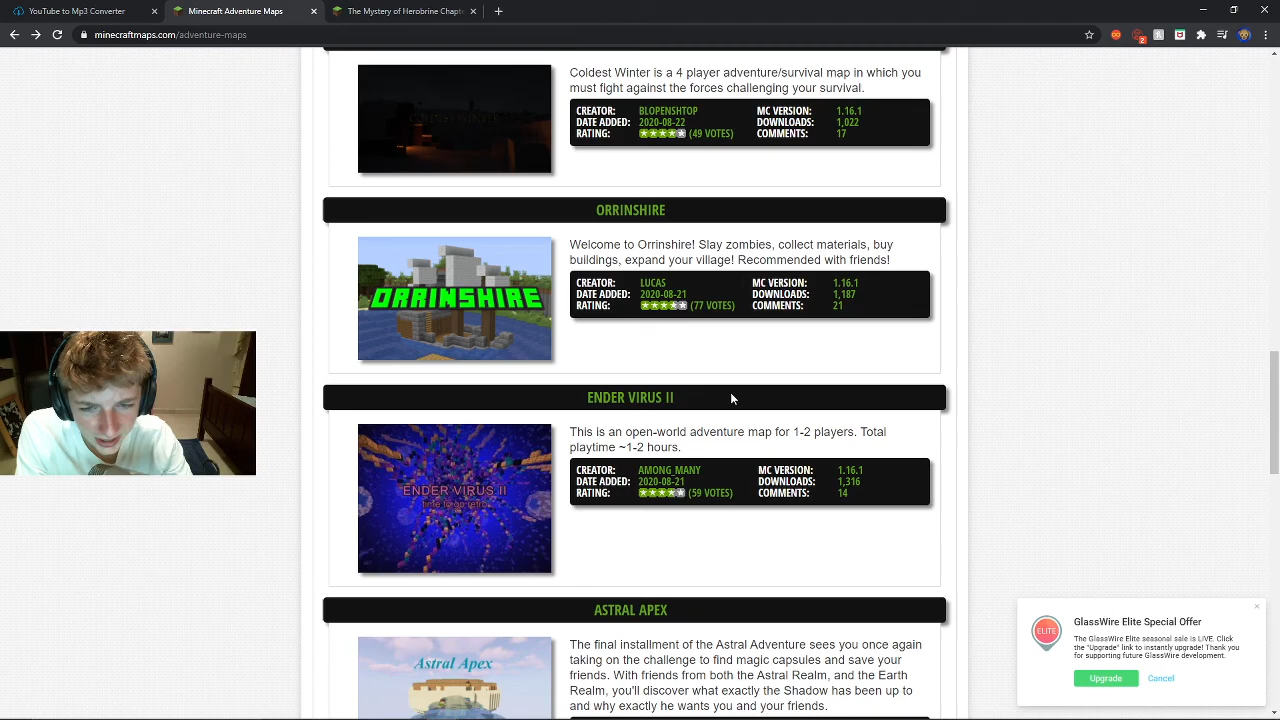 YouTube to Mp3 Converter
Minecraft Adventure Maps
The Mystery of Herobrine Chapt
minecraftmaps.com/adventure-maps
Coldest Winter is a 4 player adventure/survival map in which you
must fight against the forces challenging your survival.
COLDEST WINTER
CREATOR: BLOPENSHTOP MC VERSION: 1.16.1
DATE ADDED: 2020-08-22 DOWNLOADS: 1,022
RATING: (49 VOTES) COMMENTS: 17
ORRINSHIRE
ORRINSHIRE
Welcome to Orrinshire! Slay zombies, collect materials, buy
buildings, expand your village! Recommended with friends!
CREATOR: LUCAS MC VERSION: 1.16.1
DATE ADDED: 2020-08-21 DOWNLOADS: 1,187
RATING: (77 VOTES) COMMENTS: 21
ENDER VIRUS II
ENDER VIRUS II
time to go retro
This is an open-world adventure map for 1-2 players. Total
playtime ~1-2 hours.
CREATOR: AMONG_MANY MC VERSION: 1.16.1
DATE ADDED: 2020-08-21 DOWNLOADS: 1,316
RATING: (59 VOTES) COMMENTS: 14
ASTRAL APEX
Astral Apex
The final installment of the Astral Adventure sees you once again
taking on the challenge to find magic capsules and save your
friends. With friends from both the Astral Realm, and the Earth
Realm, you'll discover what exactly the Shadow has been up to
and why exactly he wants you and your friends.
ELITE
GlassWire Elite Special Offer
The GlassWire Elite seasonal sale is LIVE. Click
the "Upgrade" link to instantly upgrade! Thank you
for supporting future GlassWire development.
Upgrade Cancel